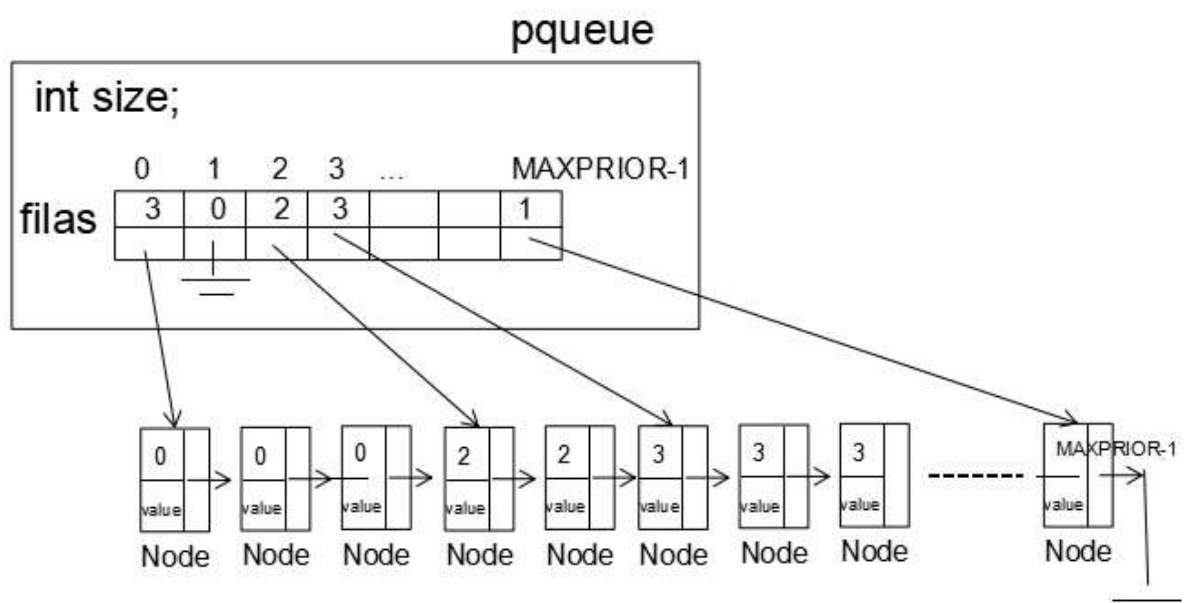 pqueue
int size;
0 1 2 3 ... MAXPRIOR-1
filas 3 0 2 3 1
0 0 0 2 2 3 3 3 MAXPRIOR-1
value value value value value value value value value
Node Node Node Node Node Node Node Node Node